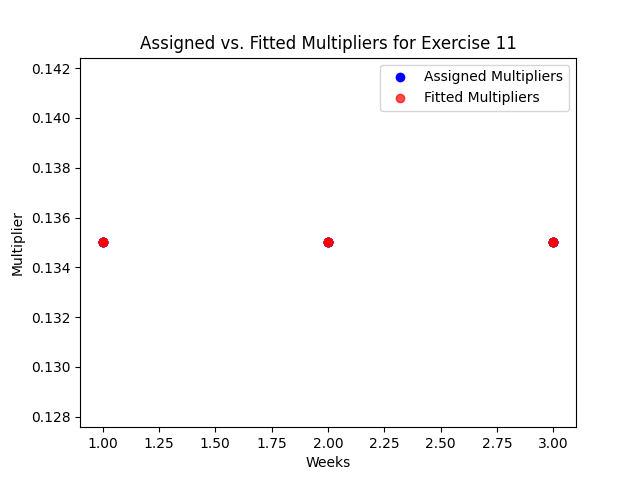 Assigned vs. Fitted Multipliers for Exercise 11
Assigned Multipliers
Fitted Multipliers
Multiplier
0.142
0.140
0.138
0.136
0.134
0.132
0.130
0.128
1.00 1.25 1.50 1.75 2.00 2.25 2.50 2.75 3.00
Weeks